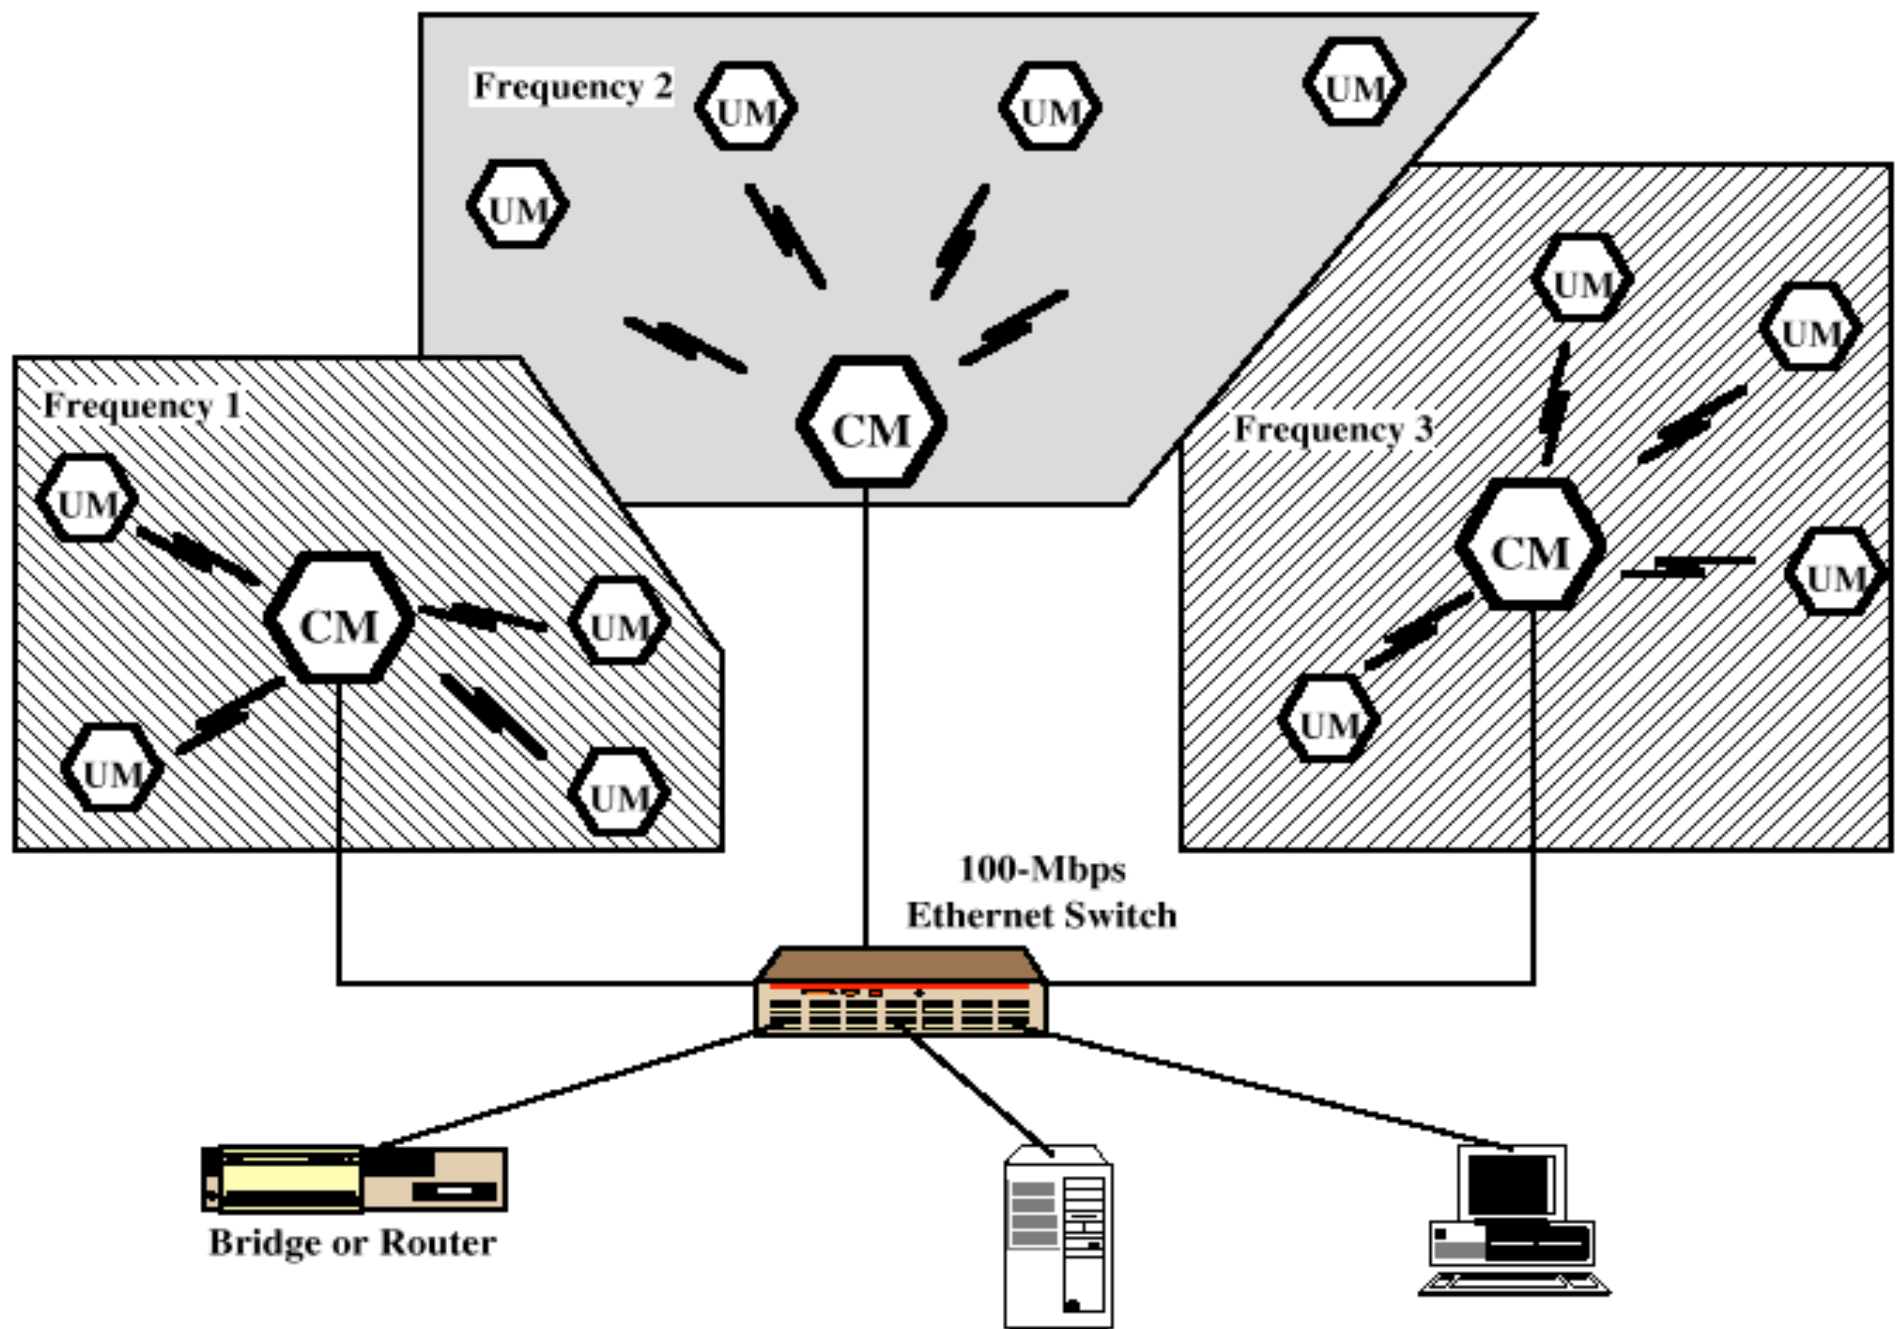 Frequency 2
UM
UM
UM
UM
CM
Frequency 1
UM
CM
UM
UM
UM
Frequency 3
UM
UM
CM
UM
UM
100-Mbps
Ethernet Switch
Bridge or Router